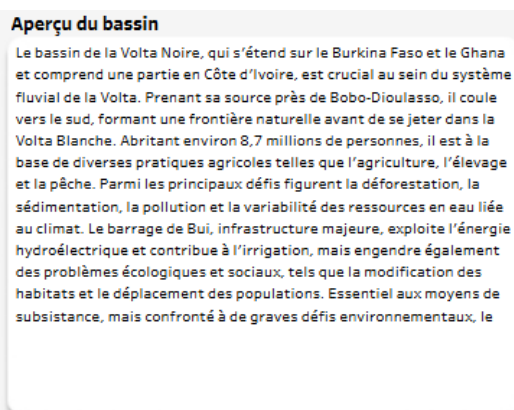 Aperçu du bassin
Le bassin de la Volta Noire, qui s’étend sur le Burkina Faso et le Ghana
et comprend une partie en Côte d’Ivoire, est crucial au sein du système
fluvial de la Volta. Prenant sa source près de Bobo-Dioulasso, il coule
vers le sud, formant une frontière naturelle avant de se jeter dans la
Volta Blanche. Abritant environ 8,7 millions de personnes, il est à la
base de diverses pratiques agricoles telles que l’agriculture, l’élevage
et la pêche. Parmi les principaux défis figurent la déforestation, la
sédimentation, la pollution et la variabilité des ressources en eau liée
au climat. Le barrage de Bui, infrastructure majeure, exploite l’énergie
hydroélectrique et contribue à l’irrigation, mais engendre également
des problèmes écologiques et sociaux, tels que la modification des
habitats et le déplacement des populations. Essentiel aux moyens de
subsistance, mais confronté à de graves défis environnementaux, le